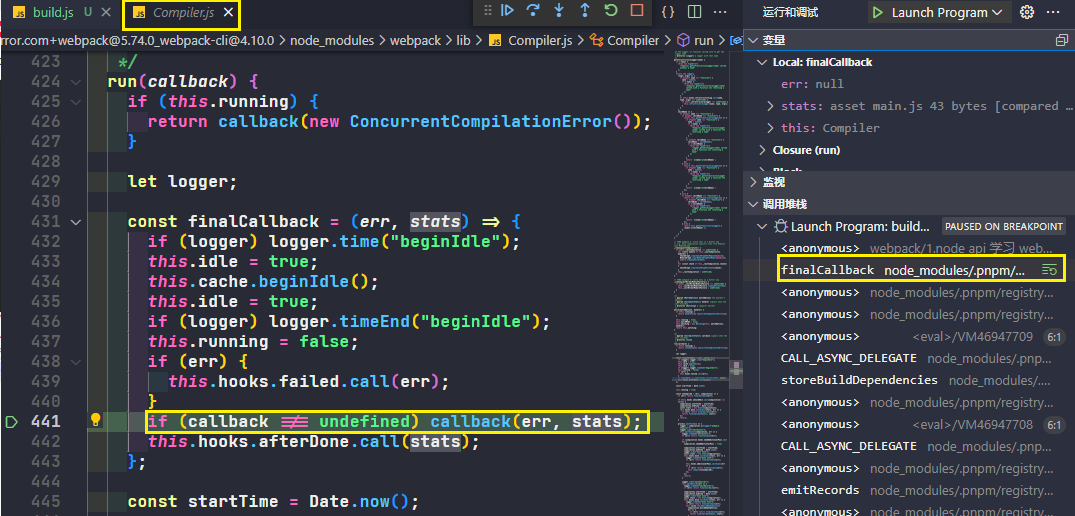 JS build.js U X
JS Compiler.js X
运行和调试
Launch Program
rror.com+webpack@5.74.0_webpack-cli@4.10.0 > node_modules > webpack > lib > JS Compiler.js > Compiler > run >
变量
423 */
424 run(callback) {
425 if (this.running) {
426 return callback(new ConcurrentCompilationError());
427 }
428
429 let logger;
430
431 const finalCallback = (err, stats) => {
432 if (logger) logger.time("beginIdle");
433 this.idle = true;
434 this.cache.beginIdle();
435 this.idle = true;
436 if (logger) logger.timeEnd("beginIdle");
437 this.running = false;
438 if (err) {
439 this.hooks.failed.call(err);
440 }
441 if (callback !== undefined) callback(err, stats);
442 this.hooks.afterDone.call(stats);
443 };
444
445 const startTime = Date.now();
Local: finalCallback
err: null
stats: asset main.js 43 bytes [compared ...
this: Compiler
Closure (run)
监视
调用堆栈
Launch Program: build... PAUSED ON BREAKPOINT
<anonymous> webpack/1.node api 学习 web...
finalCallback node_modules/.pnpm/...
<anonymous> node_modules/.pnpm/registry...
<anonymous> node_modules/.pnpm/registry...
<anonymous> <eval>/VM46947709 6:1
CALL_ASYNC_DELEGATE node_modules/.p...
storeBuildDependencies node_modules/....
<anonymous> node_modules/.pnpm/registry...
<anonymous> <eval>/VM46947708 6:1
CALL_ASYNC_DELEGATE node_modules/.p...
<anonymous> node_modules/.pnpm/registry...
emitRecords node_modules/.pnpm/registry...
<anonymous> node_modules/.pnpm/registry...